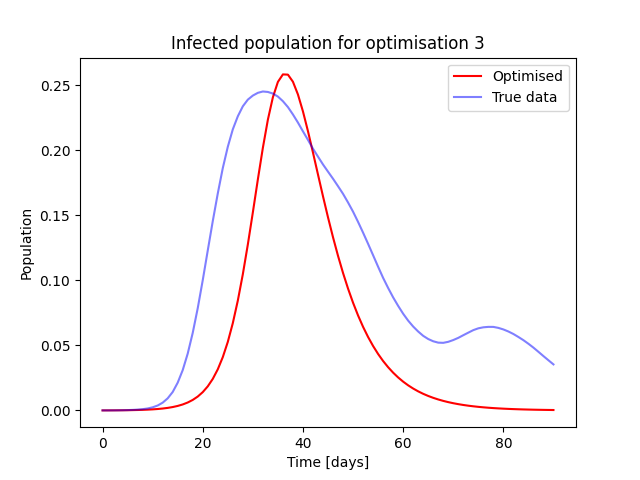 Infected population for optimisation 3
Optimised
True data
Population
0.25
0.20
0.15
0.10
0.05
0.00
0 20 40 60 80
Time [days]